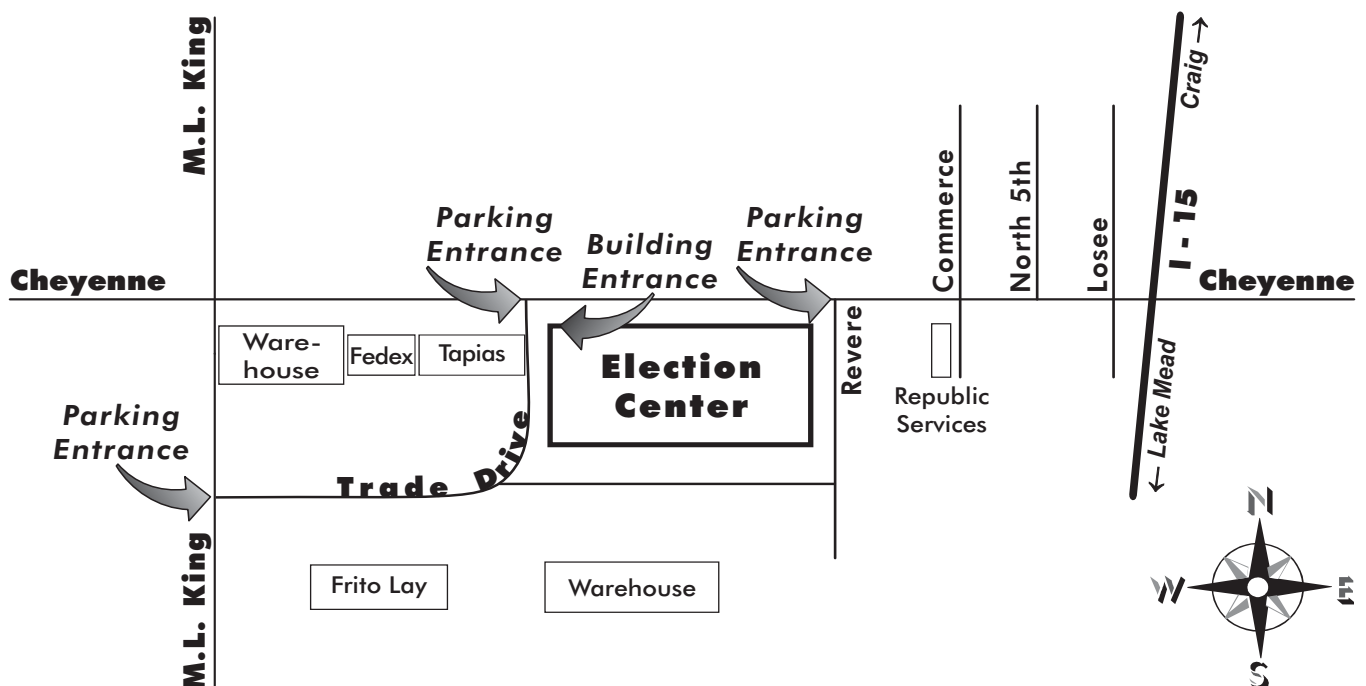 M.L. King
Craig →
Parking
Entrance
Building
Entrance
Parking
Entrance
Commerce
North 5th
Losee
I - 15
Cheyenne
Cheyenne
Ware-
house
Fedex
Tapias
Election
Center
Revere
Republic
Services
← Lake Mead
Parking
Entrance
Trade Drive
M.L. King
Frito Lay
Warehouse
N
W
E
S